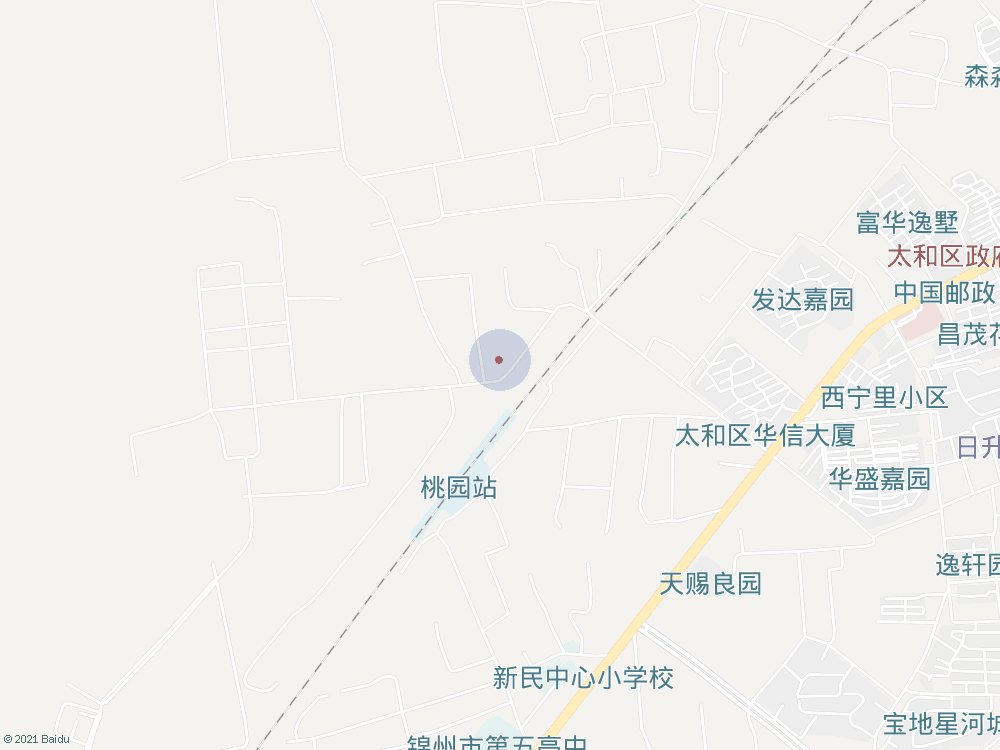 森淼
富华逸墅
太和区政府
发达嘉园
中国邮政
昌茂花
西宁里小区
太和区华信大厦
日升
华盛嘉园
桃园站
逸轩园
天赐良园
新民中心小学校
宝地星河城
锦州市第五高中
© 2021 Baidu